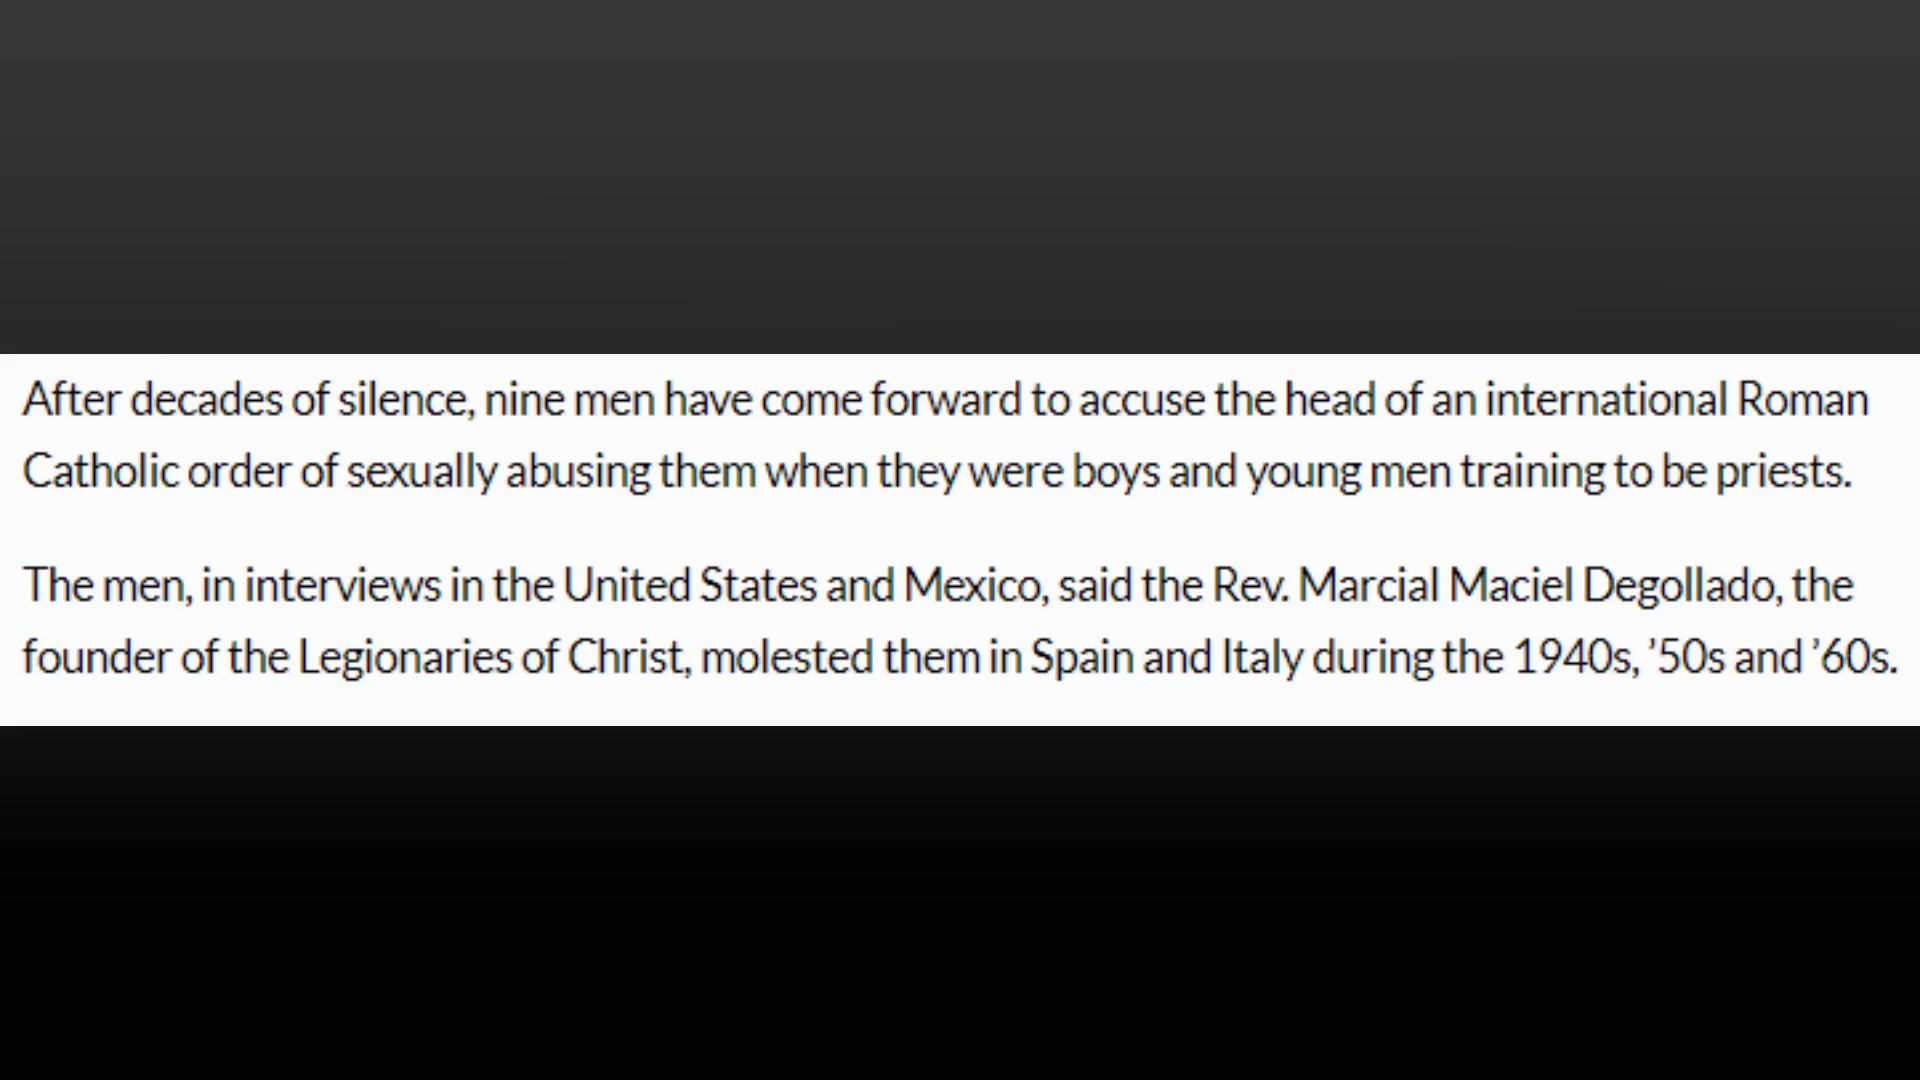 After decades of silence, nine men have come forward to accuse the head of an international Roman
Catholic order of sexually abusing them when they were boys and young men training to be priests.
The men, in interviews in the United States and Mexico, said the Rev. Marcial Maciel Degollado, the
founder of the Legionaries of Christ, molested them in Spain and Italy during the 1940s, ’50s and ’60s.